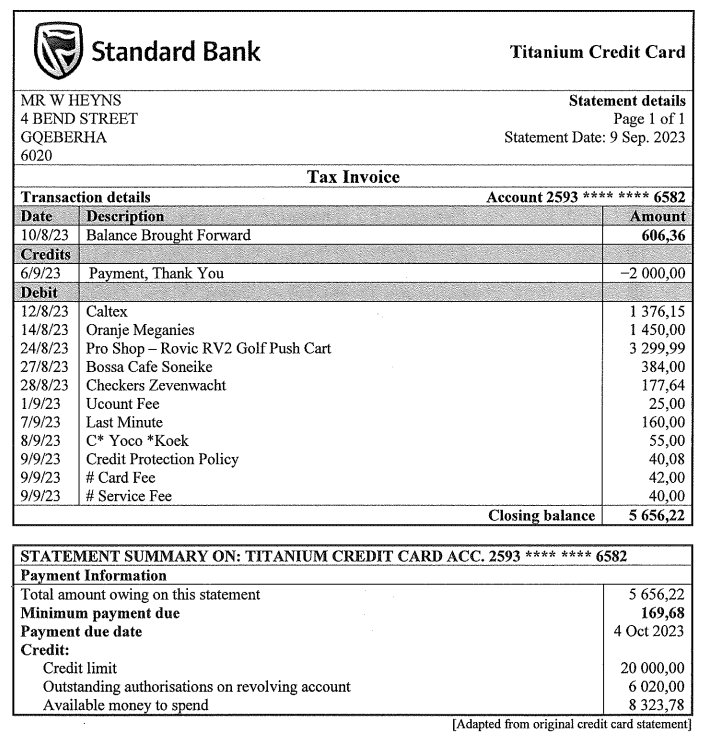 Standard Bank
Titanium Credit Card
MR W HEYNS
4 BEND STREET
GQEBERHA
6020
Statement details
Page 1 of 1
Statement Date: 9 Sep. 2023
Tax Invoice
Transaction details Account 2593 **** **** 6582
Date Description Amount
10/8/23 Balance Brought Forward 606,36
Credits
6/9/23 Payment, Thank You −2 000,00
Debit
12/8/23 Caltex 1 376,15
14/8/23 Oranje Meganies 1 450,00
24/8/23 Pro Shop – Rovic RV2 Golf Push Cart 3 299,99
27/8/23 Bossa Cafe Soneike 384,00
28/8/23 Checkers Zevenwacht 177,64
1/9/23 Ucount Fee 25,00
7/9/23 Last Minute 160,00
8/9/23 C* Yoco *Koek 55,00
9/9/23 Credit Protection Policy 40,08
9/9/23 # Card Fee 42,00
9/9/23 # Service Fee 40,00
Closing balance 5 656,22
STATEMENT SUMMARY ON: TITANIUM CREDIT CARD ACC. 2593 **** **** 6582
Payment Information
Total amount owing on this statement 5 656,22
Minimum payment due 169,68
Payment due date 4 Oct 2023
Credit:
Credit limit 20 000,00
Outstanding authorisations on revolving account 6 020,00
Available money to spend 8 323,78
[Adapted from original credit card statement]